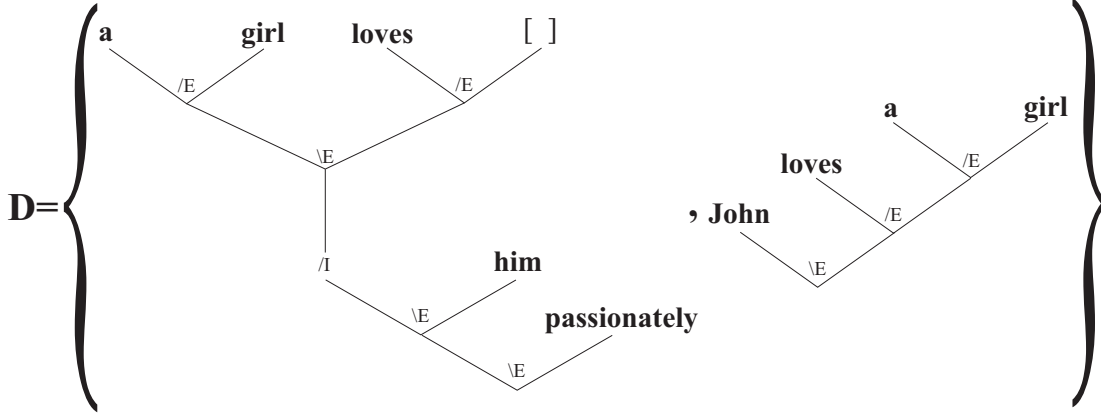 a girl loves [ ]
/E /E
a girl
\E /E
loves
D= { , John /E }
/I him \E
\E
passionately
\E